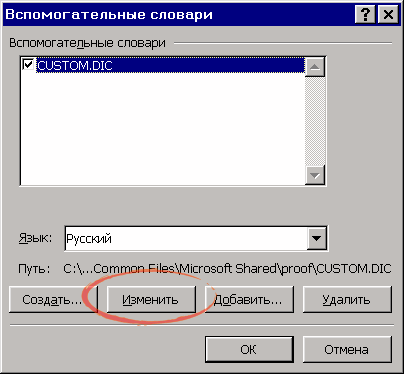 Вспомогательные словари
Вспомогательные словари
CUSTOM.DIC
Язык: Русский
Путь: C:\...Common Files\Microsoft Shared\proof\CUSTOM.DIC
Создать... Изменить Добавить... Удалить
ОК Отмена